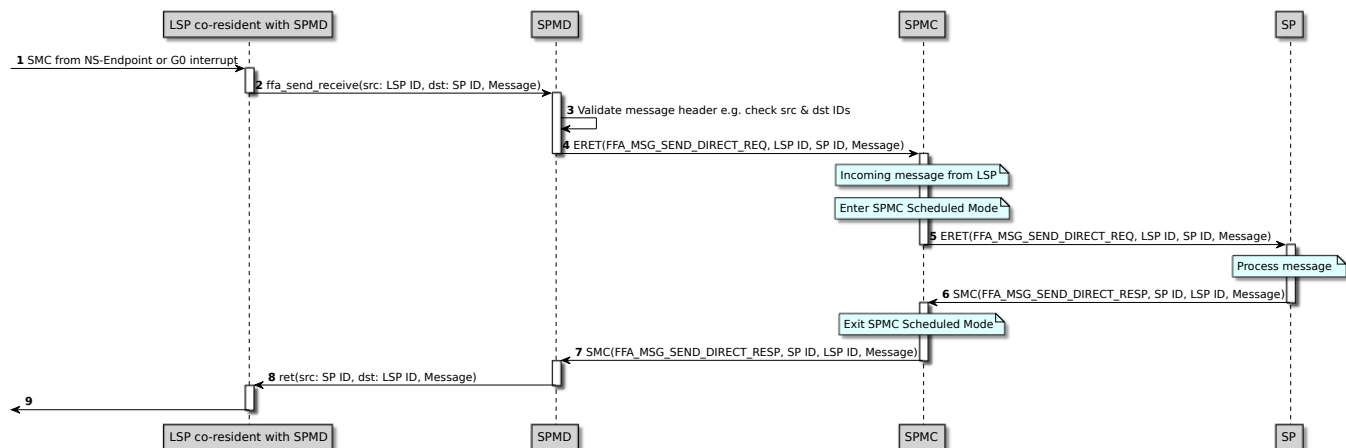 LSP co-resident with SPMD
SPMD
SPMC
SP
1 SMC from NS-Endpoint or G0 interrupt
2 ffa_send_receive(src: LSP ID, dst: SP ID, Message)
3 Validate message header e.g. check src & dst IDs
4 ERET(FFA_MSG_SEND_DIRECT_REQ, LSP ID, SP ID, Message)
Incoming message from LSP
Enter SPMC Scheduled Mode
5 ERET(FFA_MSG_SEND_DIRECT_REQ, LSP ID, SP ID, Message)
Process message
6 SMC(FFA_MSG_SEND_DIRECT_RESP, SP ID, LSP ID, Message)
Exit SPMC Scheduled Mode
7 SMC(FFA_MSG_SEND_DIRECT_RESP, SP ID, LSP ID, Message)
8 ret(src: SP ID, dst: LSP ID, Message)
9
LSP co-resident with SPMD
SPMD
SPMC
SP